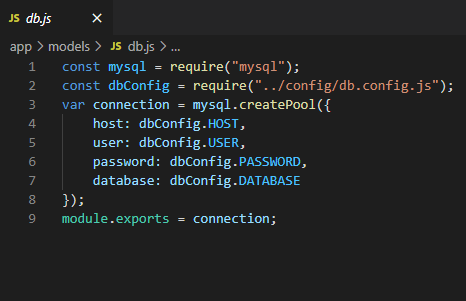 JS db.js ×
app > models > JS db.js > ...
1 const mysql = require("mysql");
2 const dbConfig = require("../config/db.config.js");
3 var connection = mysql.createPool({
4     host: dbConfig.HOST,
5     user: dbConfig.USER,
6     password: dbConfig.PASSWORD,
7     database: dbConfig.DATABASE
8 });
9 module.exports = connection;